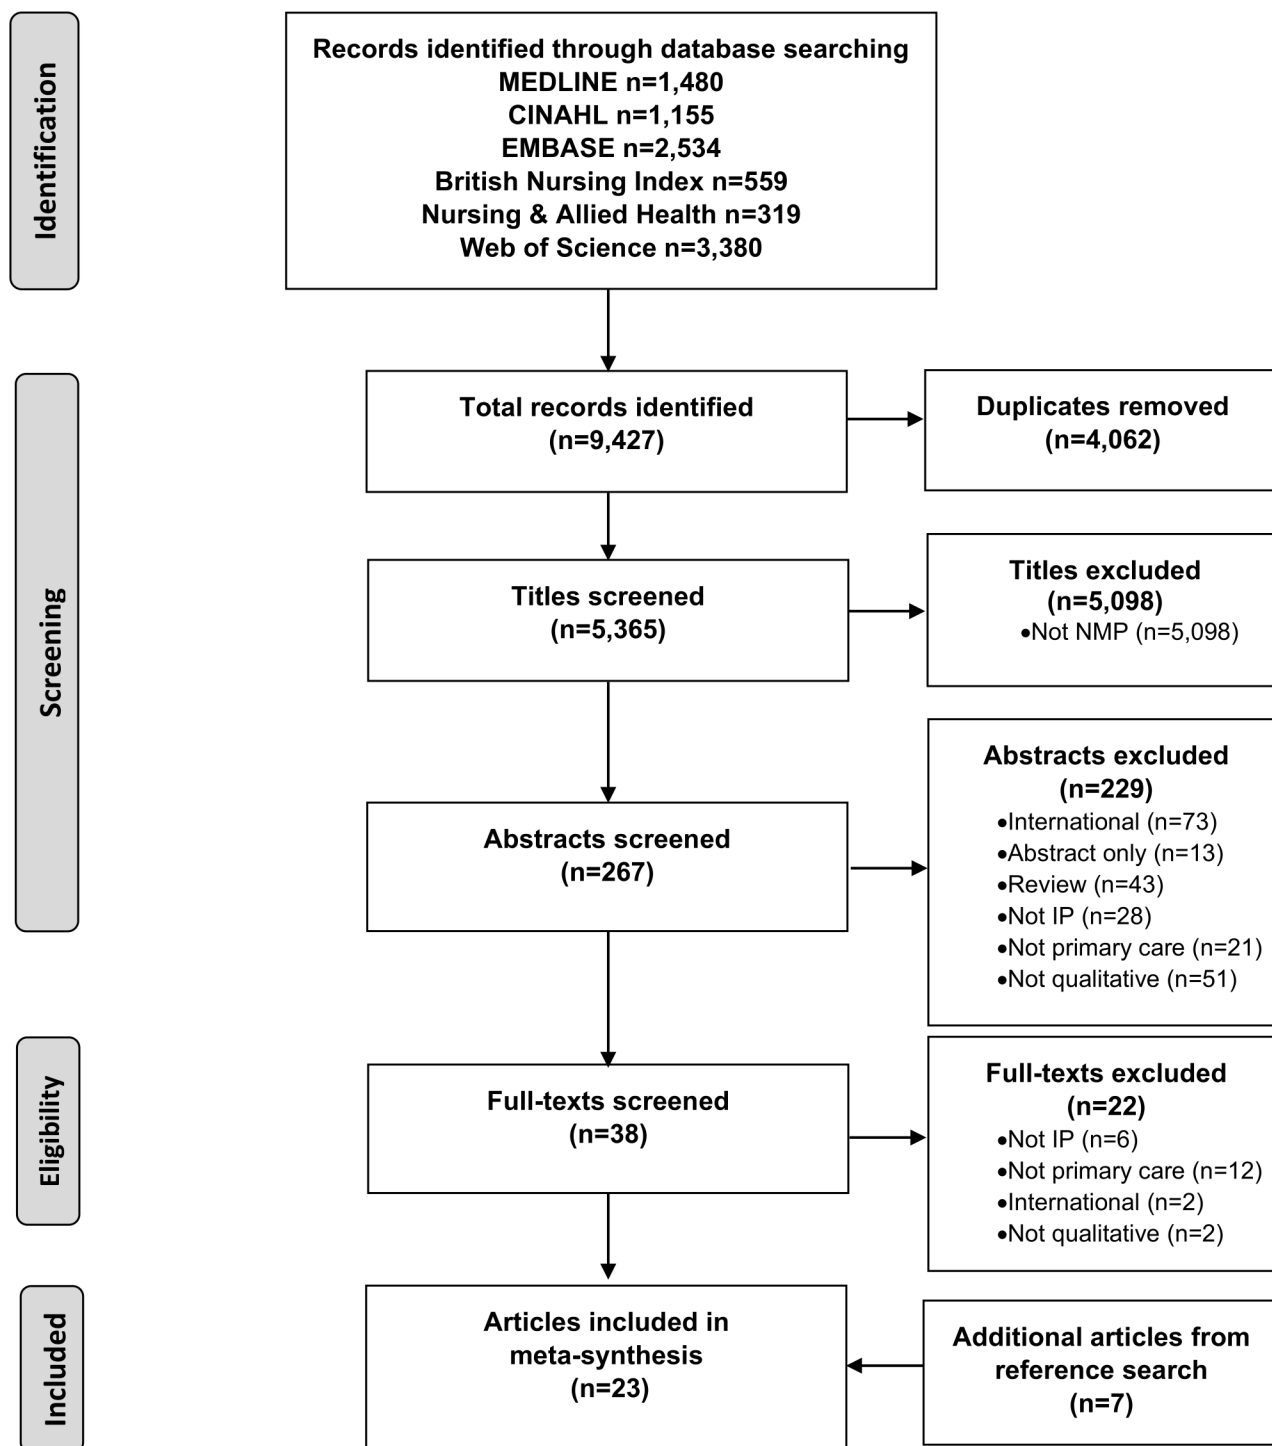 Identification
Records identified through database searching
MEDLINE n=1,480
CINAHL n=1,155
EMBASE n=2,534
British Nursing Index n=559
Nursing & Allied Health n=319
Web of Science n=3,380
Screening
Total records identified
(n=9,427)
Duplicates removed
(n=4,062)
Titles screened
(n=5,365)
Titles excluded
(n=5,098)
•Not NMP (n=5,098)
Abstracts screened
(n=267)
Abstracts excluded
(n=229)
•International (n=73)
•Abstract only (n=13)
•Review (n=43)
•Not IP (n=28)
•Not primary care (n=21)
•Not qualitative (n=51)
Eligibility
Full-texts screened
(n=38)
Full-texts excluded
(n=22)
•Not IP (n=6)
•Not primary care (n=12)
•International (n=2)
•Not qualitative (n=2)
Included
Articles included in
meta-synthesis
(n=23)
Additional articles from
reference search
(n=7)